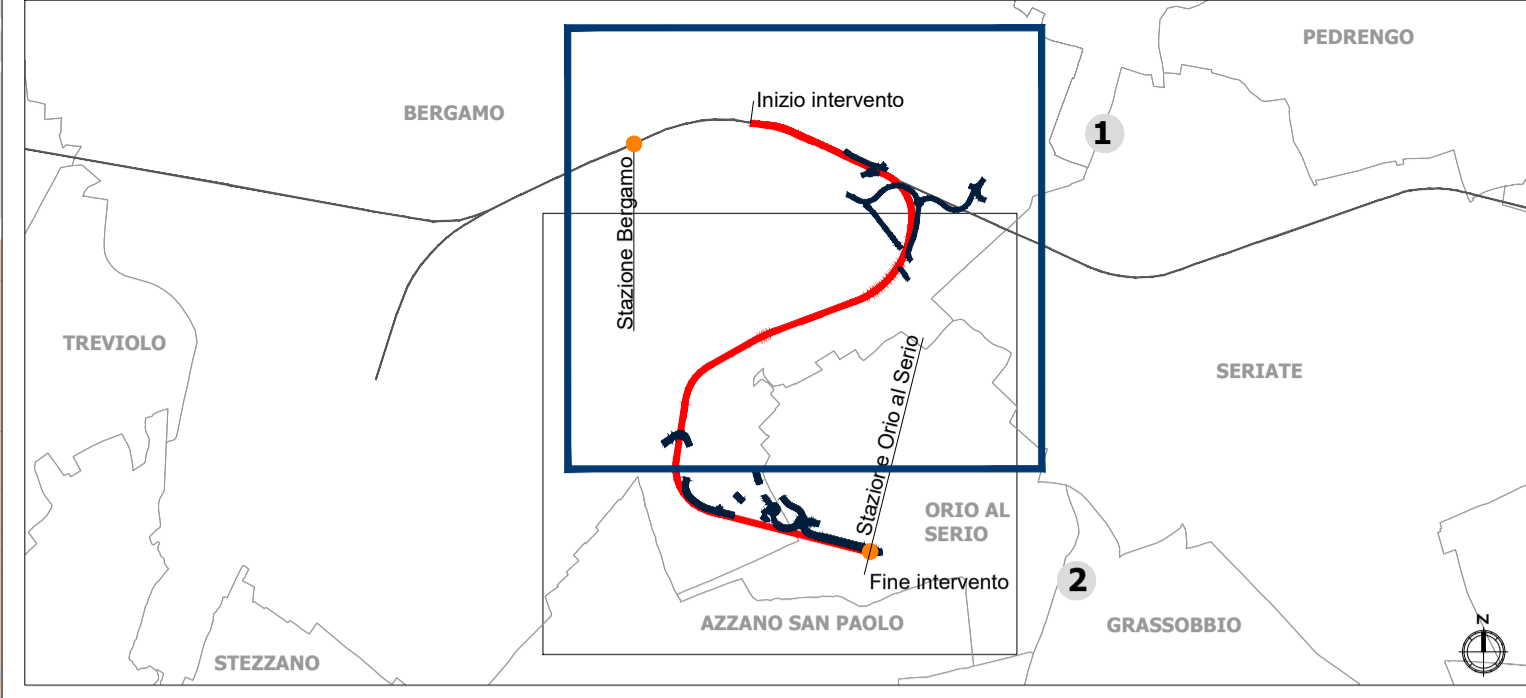 PEDRENGO
Inizio intervento
BERGAMO
1
Stazione Bergamo
TREVIOLO
SERIATE
Stazione Orio al Serio
ORIO AL
SERIO
2
Fine intervento
AZZANO SAN PAOLO
GRASSOBBIO
N
STEZZANO